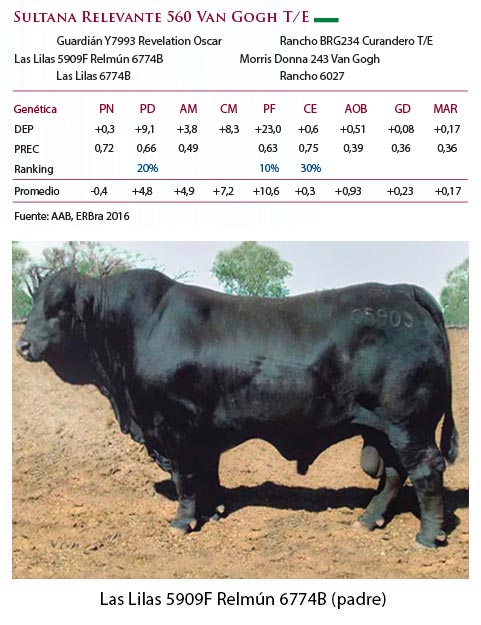 Sultana Relevante 560 Van Gogh T/E
Guardián Y7993 Revelation Oscar Rancho BRG234 Curandero T/E
Las Lilas 5909F Relmún 6774B Morris Donna 243 Van Gogh
Las Lilas 6774B Rancho 6027
Genética PN PD AM CM PF CE AOB GD MAR
DEP +0,3 +9,1 +3,8 +8,3 +23,0 +0,6 +0,51 +0,08 +0,17
PREC 0,72 0,66 0,49 0,63 0,75 0,39 0,36 0,36
Ranking 20% 10% 30%
Promedio -0,4 +4,8 +4,9 +7,2 +10,6 +0,3 +0,93 +0,23 +0,17
Fuente: AAB, ERBra 2016
Las Lilas 5909F Relmún 6774B (padre)